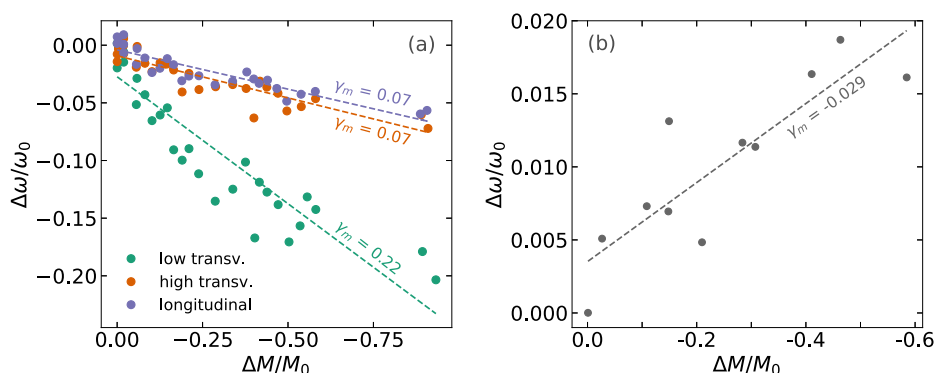 (a)
0.00
−0.05
−0.10
−0.15
−0.20
Δω/ω₀
γₘ = 0.07
γₘ = 0.07
γₘ = 0.22
low transv.
high transv.
longitudinal
0.00 −0.25 −0.50 −0.75
ΔM/M₀
(b)
0.020
0.015
0.010
0.005
0.000
Δω/ω₀
γₘ = -0.029
0.0 -0.2 -0.4 -0.6
ΔM/M₀